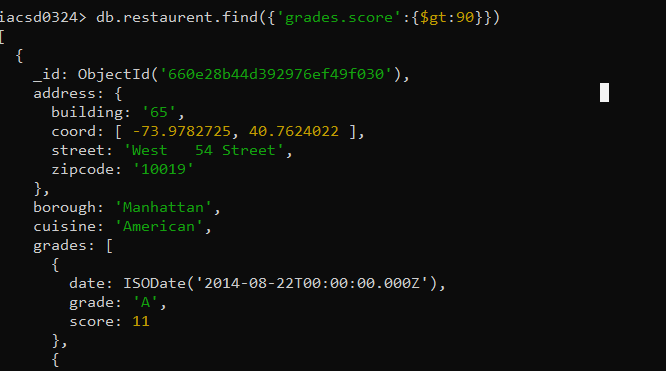 iacsd0324> db.restaurent.find({'grades.score':{$gt:90}})
[
  {
    _id: ObjectId('660e28b44d392976ef49f030'),
    address: {
      building: '65',
      coord: [ -73.9782725, 40.7624022 ],
      street: 'West   54 Street',
      zipcode: '10019'
    },
    borough: 'Manhattan',
    cuisine: 'American',
    grades: [
      {
        date: ISODate('2014-08-22T00:00:00.000Z'),
        grade: 'A',
        score: 11
      },
      {